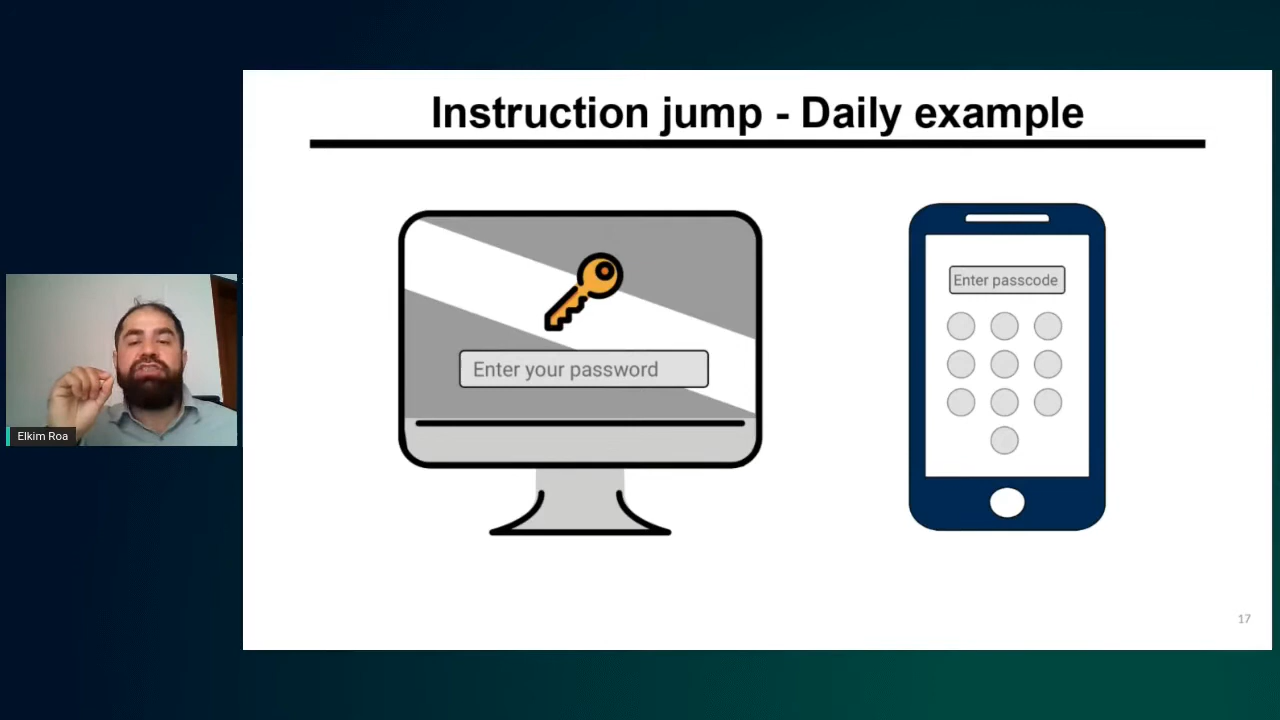 Instruction jump - Daily example
Enter your password
Enter passcode
Elkim Roa
17